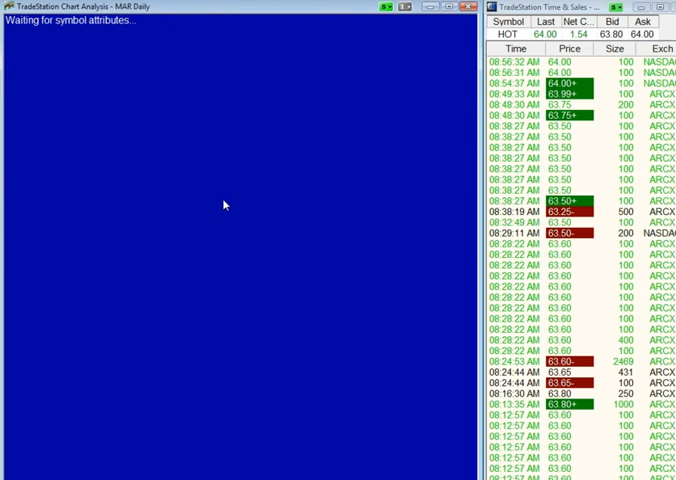 TradeStation Chart Analysis - MAR Daily
Waiting for symbol attributes...
TradeStation Time & Sales - ...
Symbol Last Net C... Bid Ask
HOT 64.00 1.54 63.80 64.00
Time Price Size Exch
08:56:32 AM 64.00 100 NASDA
08:56:31 AM 64.00 100 NASDA
08:54:37 AM 64.00+ 100 NASDA
08:49:33 AM 63.99+ 100 ARCX
08:48:30 AM 63.75 200 ARCX
08:48:30 AM 63.75+ 100 ARCX
08:38:27 AM 63.50 100 ARCX
08:38:27 AM 63.50 100 ARCX
08:38:27 AM 63.50 100 ARCX
08:38:27 AM 63.50 100 ARCX
08:38:27 AM 63.50 100 ARCX
08:38:27 AM 63.50 100 ARCX
08:38:27 AM 63.50 100 ARCX
08:38:27 AM 63.50+ 100 ARCX
08:38:19 AM 63.25- 500 ARCX
08:32:49 AM 63.50 100 ARCX
08:29:11 AM 63.50- 200 NASDA
08:28:22 AM 63.60 100 ARCX
08:28:22 AM 63.60 100 ARCX
08:28:22 AM 63.60 100 ARCX
08:28:22 AM 63.60 100 ARCX
08:28:22 AM 63.60 100 ARCX
08:28:22 AM 63.60 100 ARCX
08:28:22 AM 63.60 100 ARCX
08:28:22 AM 63.60 100 ARCX
08:28:22 AM 63.60 100 ARCX
08:28:22 AM 63.60 400 ARCX
08:28:22 AM 63.60 100 ARCX
08:24:53 AM 63.60- 2469 ARCX
08:24:44 AM 63.65 431 ARCX
08:24:44 AM 63.65- 100 ARCX
08:16:30 AM 63.80 250 ARCX
08:13:35 AM 63.80+ 1000 ARCX
08:12:57 AM 63.60 100 ARCX
08:12:57 AM 63.60 100 ARCX
08:12:57 AM 63.60 100 ARCX
08:12:57 AM 63.60 100 ARCX
08:12:57 AM 63.60 100 ARCX
08:12:57 AM 63.60 100 ARCX
08:12:57 AM 63.60 100 ARCX